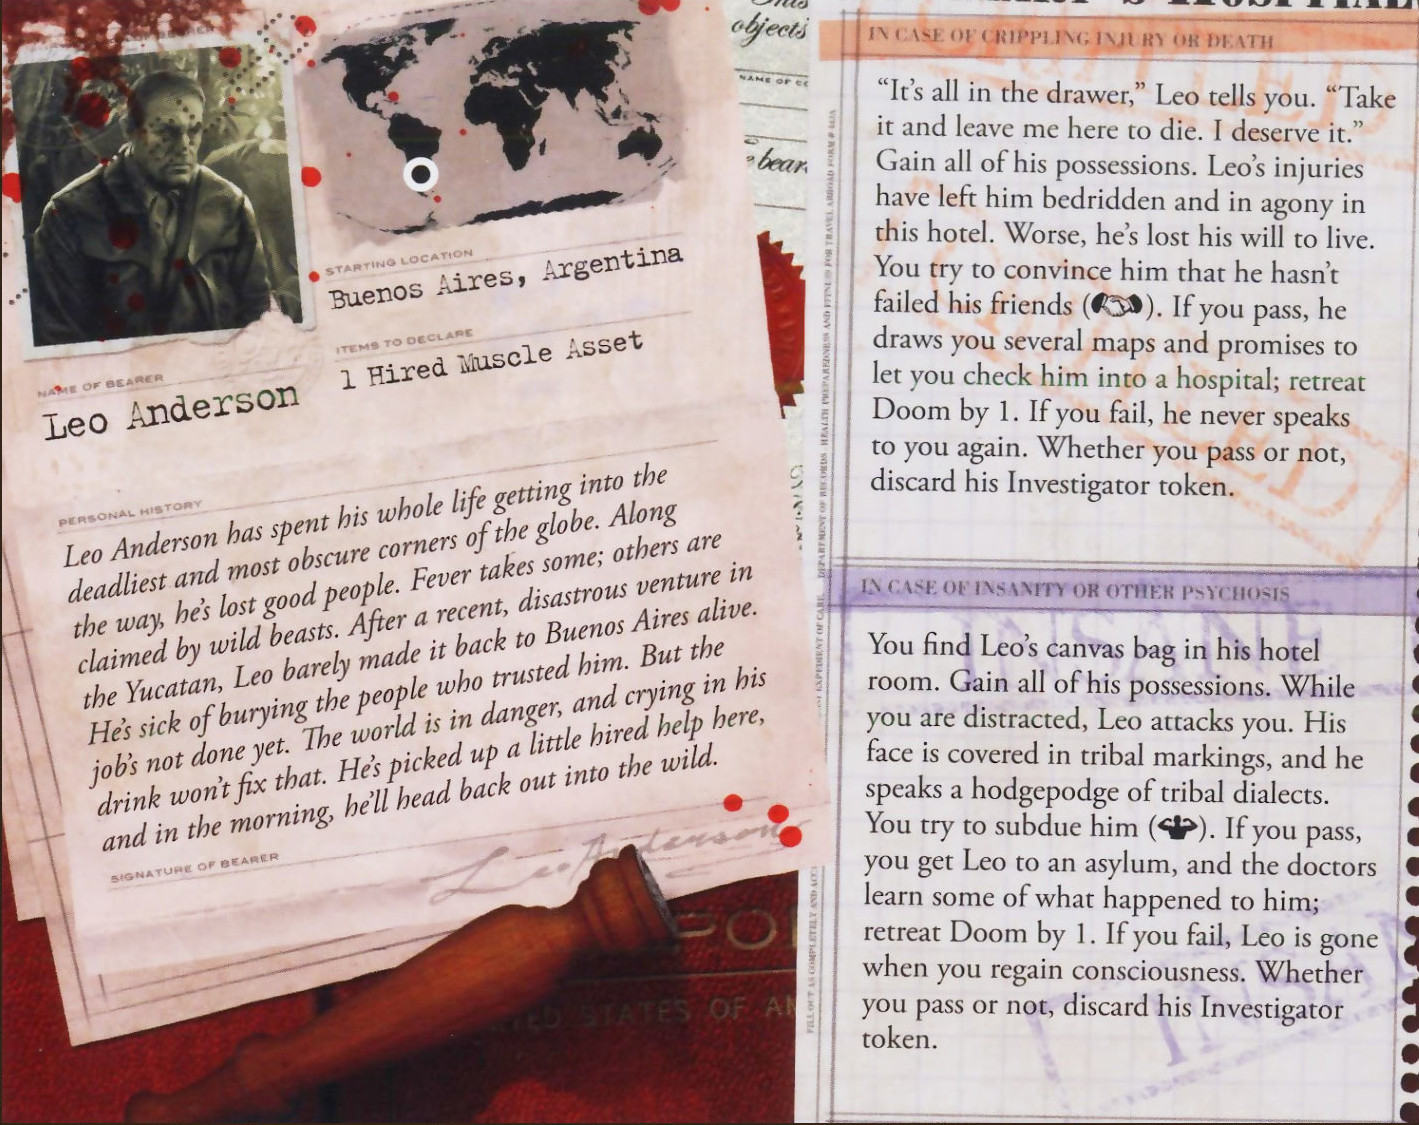 STARTING LOCATION
Buenos Aires, Argentina
ITEMS TO DECLARE
1 Hired Muscle Asset
NAME OF BEARER
Leo Anderson
PERSONAL HISTORY
Leo Anderson has spent his whole life getting into the
deadliest and most obscure corners of the globe. Along
the way, he's lost good people. Fever takes some; others are
claimed by wild beasts. After a recent, disastrous venture in
the Yucatan, Leo barely made it back to Buenos Aires alive.
He's sick of burying the people who trusted him. But the
job's not done yet. The world is in danger, and crying in his
drink won't fix that. He's picked up a little hired help here,
and in the morning, he'll head back out into the wild.
SIGNATURE OF BEARER
Leo Anderson
STATES OF
objects
NAME OF
IN CASE OF CRIPPLING INJURY OR DEATH
“It's all in the drawer,” Leo tells you. “Take
it and leave me here to die. I deserve it.”
Gain all of his possessions. Leo's injuries
have left him bedridden and in agony in
this hotel. Worse, he's lost his will to live.
You try to convince him that he hasn't
failed his friends ( ). If you pass, he
draws you several maps and promises to
let you check him into a hospital; retreat
Doom by 1. If you fail, he never speaks
to you again. Whether you pass or not,
discard his Investigator token.
IN CASE OF INSANITY OR OTHER PSYCHOSIS
You find Leo's canvas bag in his hotel
room. Gain all of his possessions. While
you are distracted, Leo attacks you. His
face is covered in tribal markings, and he
speaks a hodgepodge of tribal dialects.
You try to subdue him ( ). If you pass,
you get Leo to an asylum, and the doctors
learn some of what happened to him;
retreat Doom by 1. If you fail, Leo is gone
when you regain consciousness. Whether
you pass or not, discard his Investigator
token.